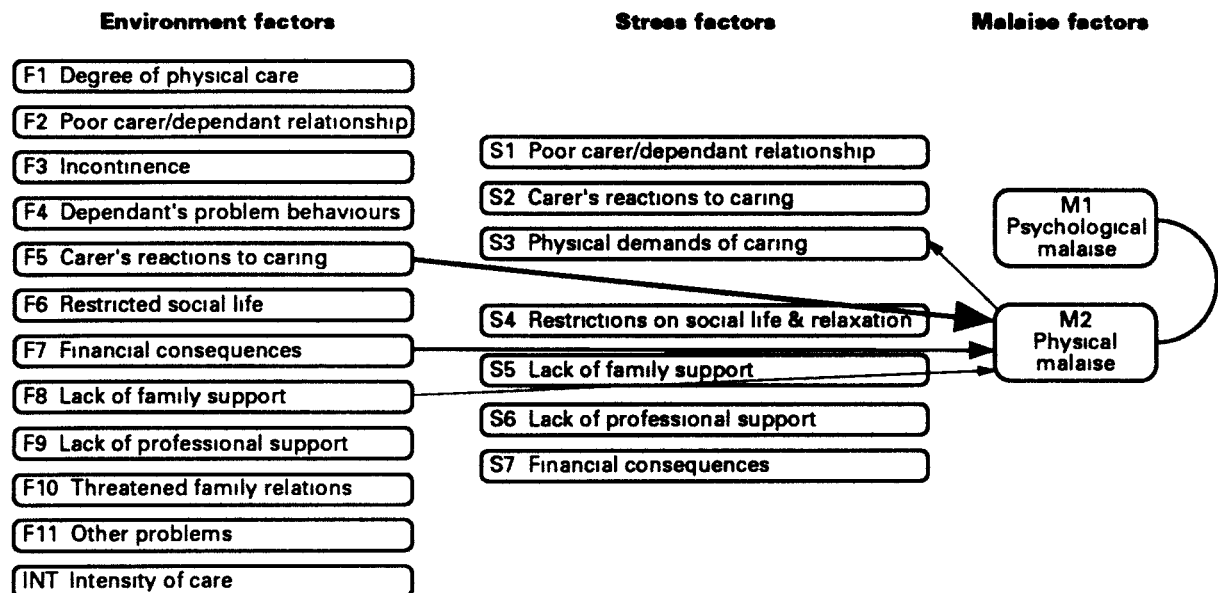 Environment factors
Stress factors
Malaise factors
F1 Degree of physical care
F2 Poor carer/dependant relationship
F3 Incontinence
F4 Dependant's problem behaviours
F5 Carer's reactions to caring
F6 Restricted social life
F7 Financial consequences
F8 Lack of family support
F9 Lack of professional support
F10 Threatened family relations
F11 Other problems
INT Intensity of care
S1 Poor carer/dependant relationship
S2 Carer's reactions to caring
S3 Physical demands of caring
S4 Restrictions on social life & relaxation
S5 Lack of family support
S6 Lack of professional support
S7 Financial consequences
M1
Psychological
malaise
M2
Physical
malaise